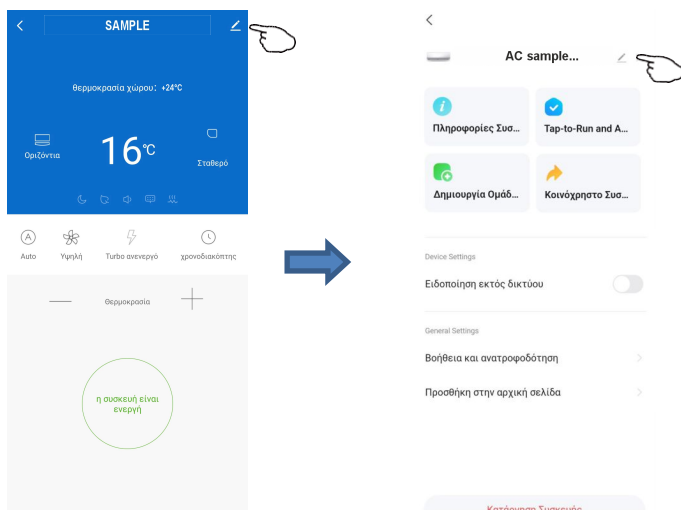 SAMPLE
θερμοκρασία χώρου: +24°C
Οριζόντια
16°C
Σταθερό
Auto
Υψηλή
Turbo ανενεργό
χρονοδιακόπτης
Θερμοκρασία
η συσκευή είναι
ενεργή
AC sample...
Πληροφορίες Συσ...
Tap-to-Run and A...
Δημιουργία Ομάδ...
Κοινόχρηστο Συσ...
Device Settings
Ειδοποίηση εκτός δικτύου
General Settings
Βοήθεια και ανατροφοδότηση
Προσθήκη στην αρχική σελίδα
Κατάργηση Συσκευής